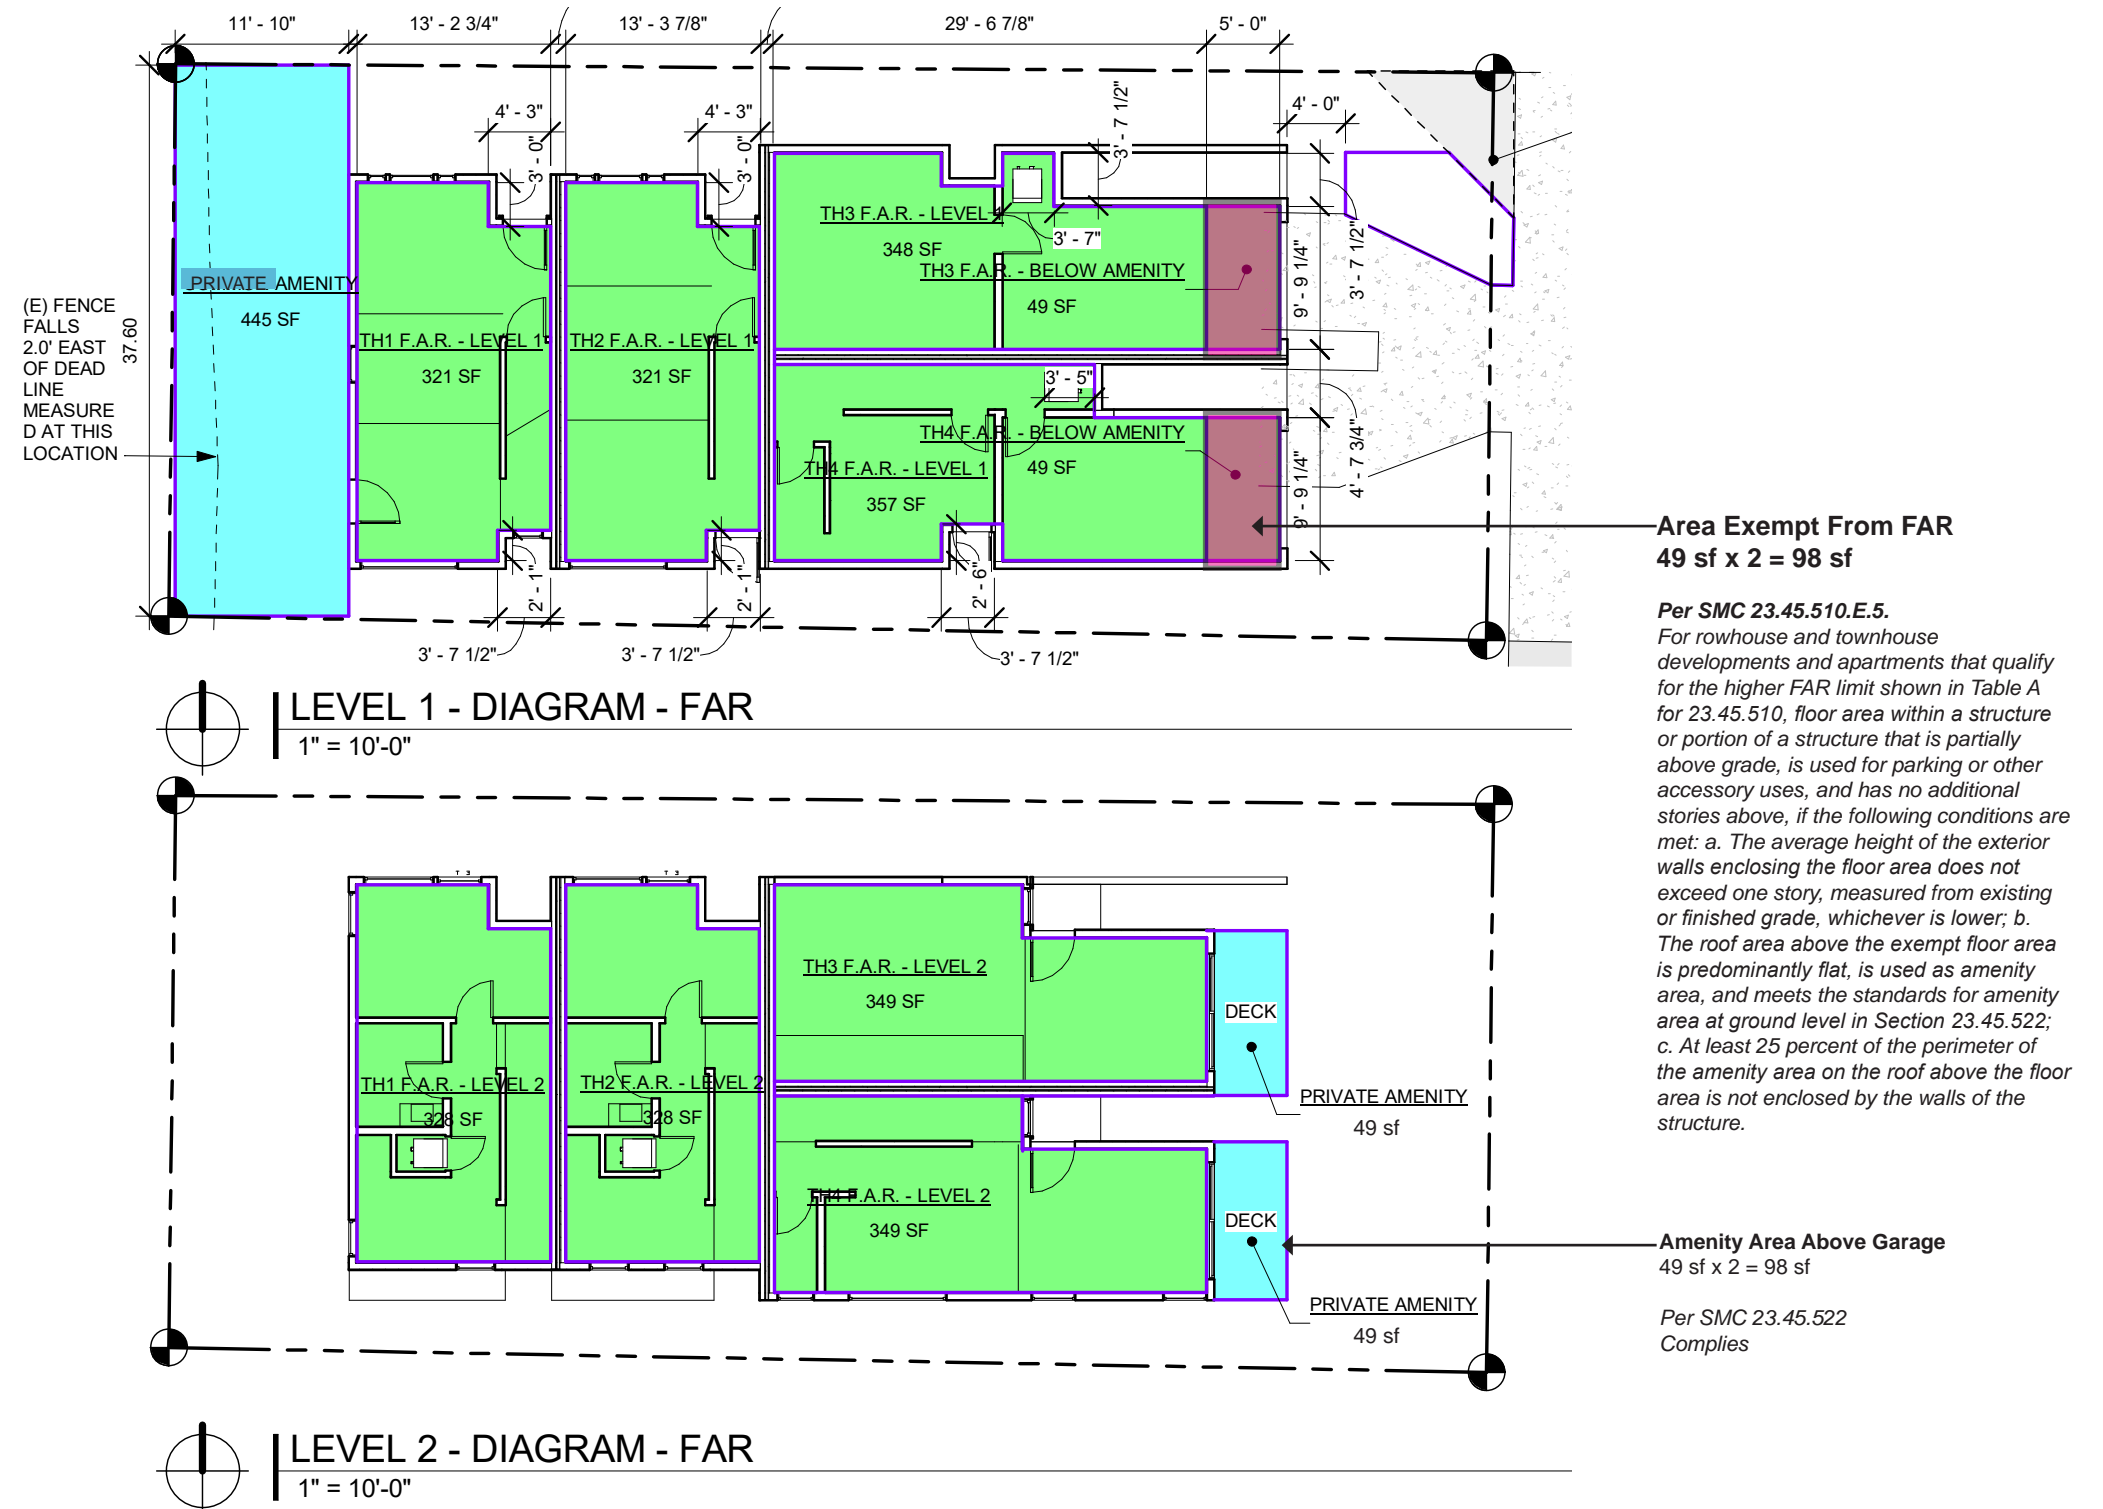 11' - 10"
13' - 2 3/4"
13' - 3 7/8"
29' - 6 7/8"
5' - 0"
4' - 3"
3' - 0"
4' - 3"
3' - 0"
3' - 7 1/2"
4' - 0"
TH3 F.A.R. - LEVEL 1
348 SF
3' - 7"
TH3 F.A.R. - BELOW AMENITY
49 SF
9' - 9 1/4"
3' - 7 1/2"
PRIVATE AMENITY
445 SF
(E) FENCE
FALLS
2.0' EAST
OF DEAD
LINE
MEASURE
D AT THIS
LOCATION
37.60
TH1 F.A.R. - LEVEL 1
321 SF
TH2 F.A.R. - LEVEL 1
321 SF
3' - 5"
TH4 F.A.R. - BELOW AMENITY
49 SF
TH4 F.A.R. - LEVEL 1
357 SF
9' - 9 1/4"
4' - 7 3/4"
2' - 1"
2' - 1"
2' - 6"
3' - 7 1/2"
3' - 7 1/2"
3' - 7 1/2"
Area Exempt From FAR
49 sf x 2 = 98 sf
Per SMC 23.45.510.E.5.
For rowhouse and townhouse
developments and apartments that qualify
for the higher FAR limit shown in Table A
for 23.45.510, floor area within a structure
or portion of a structure that is partially
above grade, is used for parking or other
accessory uses, and has no additional
stories above, if the following conditions are
met: a. The average height of the exterior
walls enclosing the floor area does not
exceed one story, measured from existing
or finished grade, whichever is lower; b.
The roof area above the exempt floor area
is predominantly flat, is used as amenity
area, and meets the standards for amenity
area at ground level in Section 23.45.522;
c. At least 25 percent of the perimeter of
the amenity area on the roof above the floor
area is not enclosed by the walls of the
structure.
LEVEL 1 - DIAGRAM - FAR
1" = 10'-0"
TH3 F.A.R. - LEVEL 2
349 SF
DECK
TH1 F.A.R. - LEVEL 2
328 SF
TH2 F.A.R. - LEVEL 2
328 SF
PRIVATE AMENITY
49 sf
TH4 F.A.R. - LEVEL 2
349 SF
DECK
PRIVATE AMENITY
49 sf
Amenity Area Above Garage
49 sf x 2 = 98 sf
Per SMC 23.45.522
Complies
LEVEL 2 - DIAGRAM - FAR
1" = 10'-0"